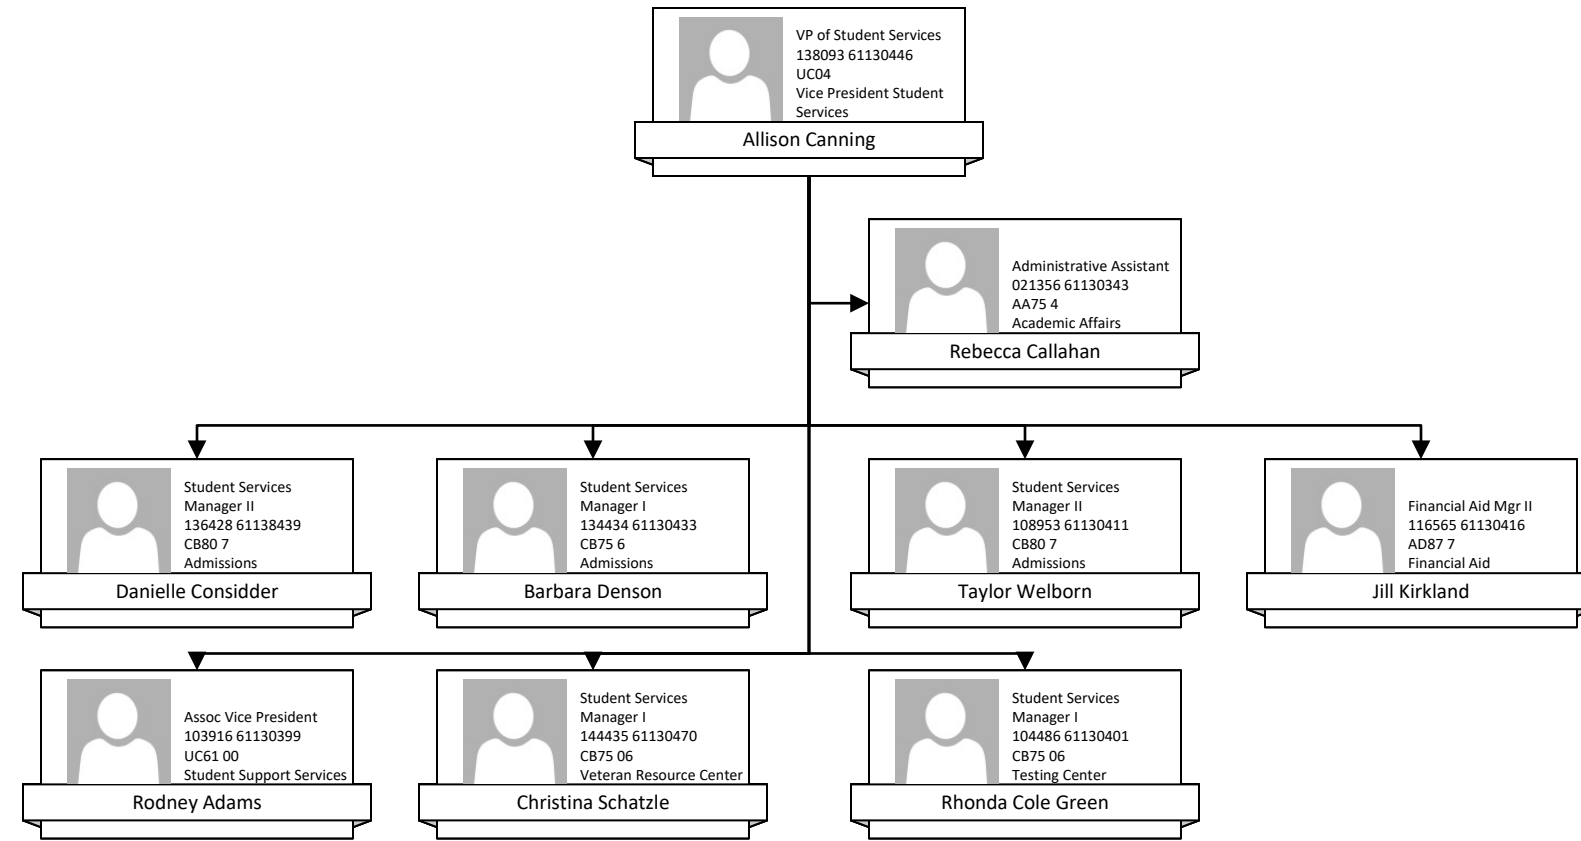 VP of Student Services
138093 61130446
UC04
Vice President Student
Services
Allison Canning
Administrative Assistant
021356 61130343
AA75 4
Academic Affairs
Rebecca Callahan
Student Services
Manager II
136428 61138439
CB80 7
Admissions
Danielle Considder
Student Services
Manager I
134434 61130433
CB75 6
Admissions
Barbara Denson
Student Services
Manager II
108953 61130411
CB80 7
Admissions
Taylor Welborn
Financial Aid Mgr II
116565 61130416
AD87 7
Financial Aid
Jill Kirkland
Assoc Vice President
103916 61130399
UC61 00
Student Support Services
Rodney Adams
Student Services
Manager I
144435 61130470
CB75 06
Veteran Resource Center
Christina Schatzle
Student Services
Manager I
104486 61130401
CB75 06
Testing Center
Rhonda Cole Green